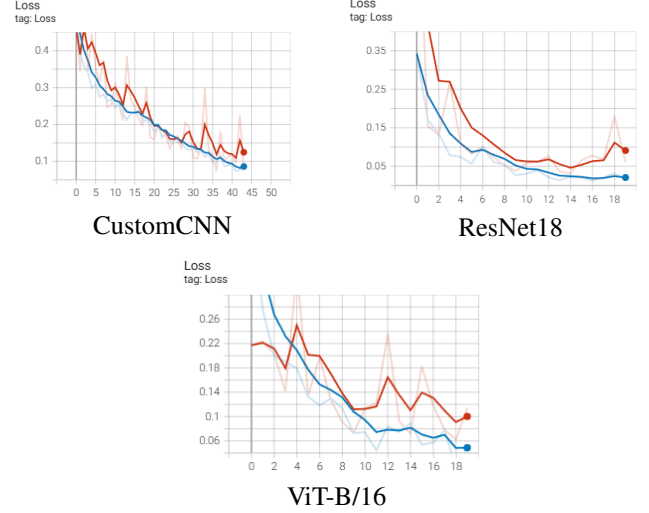 Loss
tag: Loss
0.4
0.3
0.2
0.1
0 5 10 15 20 25 30 35 40 45 50
CustomCNN
Loss
tag: Loss
0.35
0.25
0.15
0.05
0 2 4 6 8 10 12 14 16 18
ResNet18
Loss
tag: Loss
0.26
0.22
0.18
0.14
0.1
0.06
0 2 4 6 8 10 12 14 16 18
ViT-B/16